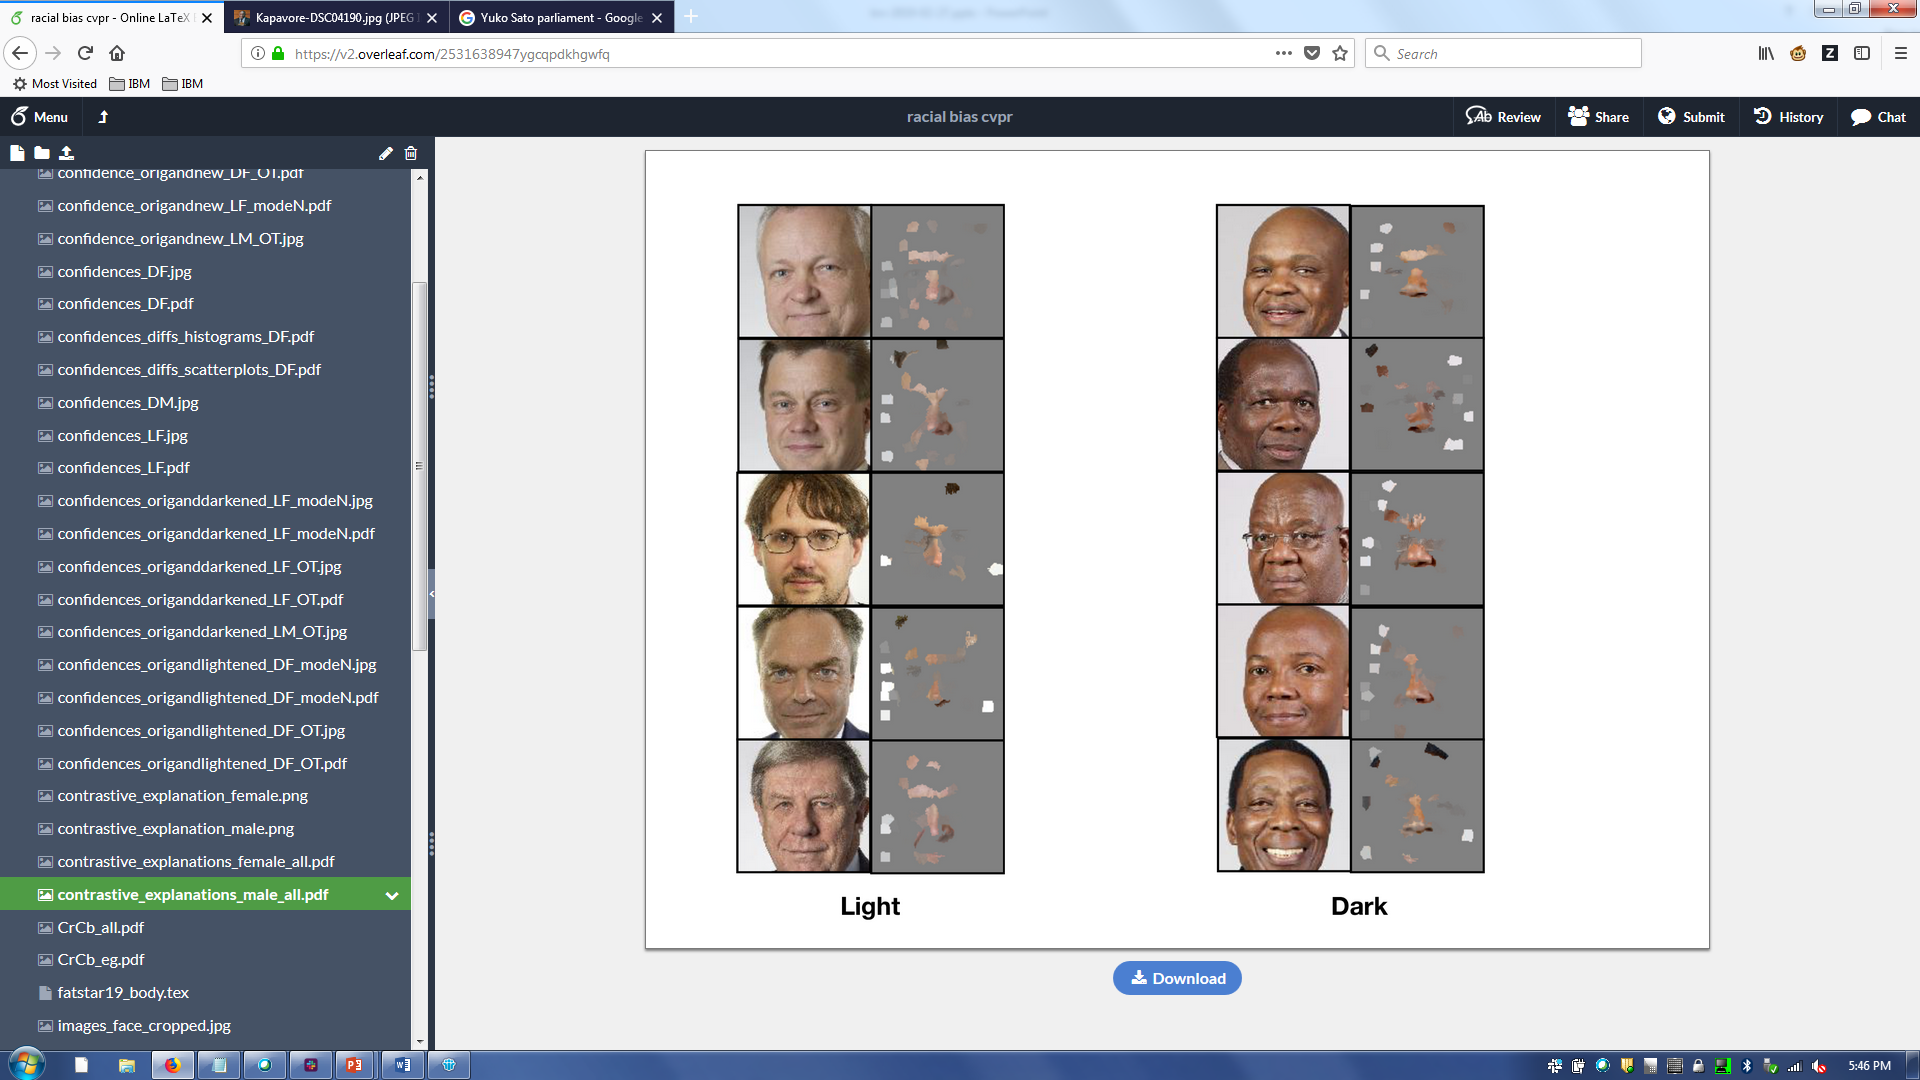 racial bias cvpr - Online LaTeX
Kapavore-DSC04190.jpg (JPEG
Yuko Sato parliament - Google
https://v2.overleaf.com/2531638947ygcqpdkhgwfq
Search
Most Visited
IBM
IBM
Menu
racial bias cvpr
Review
Share
Submit
History
Chat
confidence_origandnew_DF_OT.pdf
confidence_origandnew_LF_modeN.pdf
confidence_origandnew_LM_OT.jpg
confidences_DF.jpg
confidences_DF.pdf
confidences_diffs_histograms_DF.pdf
confidences_diffs_scatterplots_DF.pdf
confidences_DM.jpg
confidences_LF.jpg
confidences_LF.pdf
confidences_origanddarkened_LF_modeN.jpg
confidences_origanddarkened_LF_modeN.pdf
confidences_origanddarkened_LF_OT.jpg
confidences_origanddarkened_LF_OT.pdf
confidences_origanddarkened_LM_OT.jpg
confidences_origandlightened_DF_modeN.jpg
confidences_origandlightened_DF_modeN.pdf
confidences_origandlightened_DF_OT.jpg
confidences_origandlightened_DF_OT.pdf
contrastive_explanation_female.png
contrastive_explanation_male.png
contrastive_explanations_female_all.pdf
contrastive_explanations_male_all.pdf
CrCb_all.pdf
CrCb_eg.pdf
fatstar19_body.tex
images_face_cropped.jpg
Light
Dark
Download
5:46 PM